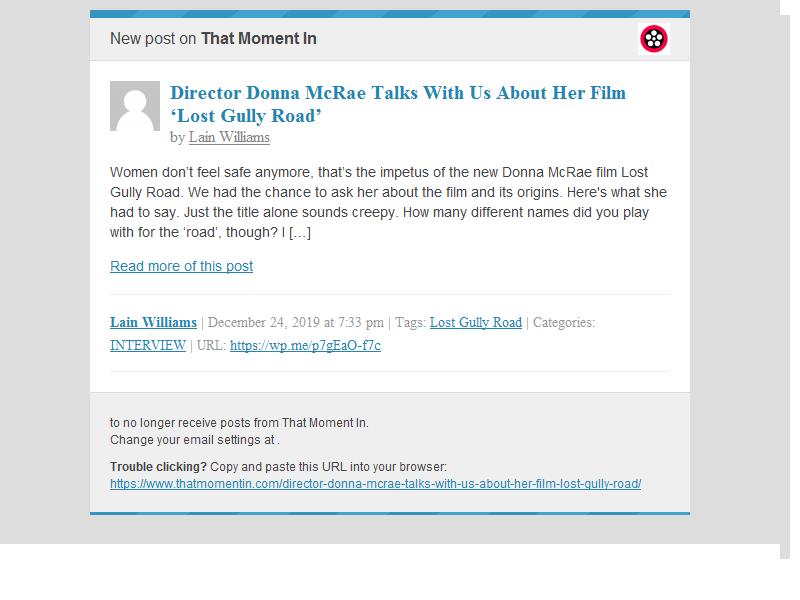 New post on That Moment In
Director Donna McRae Talks With Us About Her Film
‘Lost Gully Road’
by Lain Williams
Women don’t feel safe anymore, that’s the impetus of the new Donna McRae film Lost
Gully Road. We had the chance to ask her about the film and its origins. Here's what she
had to say. Just the title alone sounds creepy. How many different names did you play
with for the ‘road’, though? I […]
Read more of this post
Lain Williams | December 24, 2019 at 7:33 pm | Tags: Lost Gully Road | Categories:
INTERVIEW | URL: https://wp.me/p7gEaO-f7c
to no longer receive posts from That Moment In.
Change your email settings at .
Trouble clicking? Copy and paste this URL into your browser:
https://www.thatmomentin.com/director-donna-mcrae-talks-with-us-about-her-film-lost-gully-road/